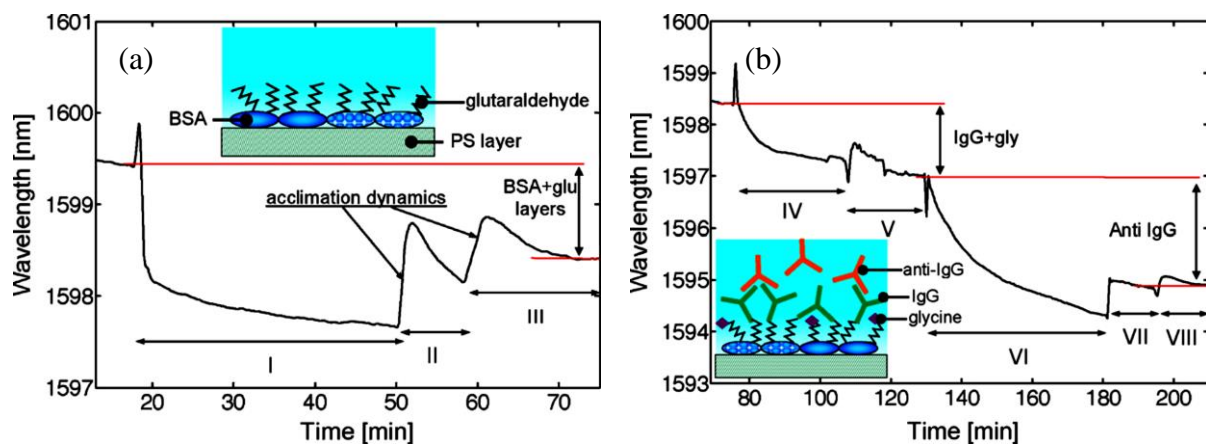 (a)
Wavelength [nm]
1601
1600
1599
1598
1597
20
30
40
50
60
70
Time [min]
BSA
glutaraldehyde
PS layer
acclimation dynamics
BSA+glu
layers
I
II
III
(b)
Wavelength [nm]
1600
1599
1598
1597
1596
1595
1594
1593
80
100
120
140
160
180
200
Time [min]
IgG+gly
Anti IgG
IV
V
VI
VII
VIII
anti-IgG
IgG
glycine